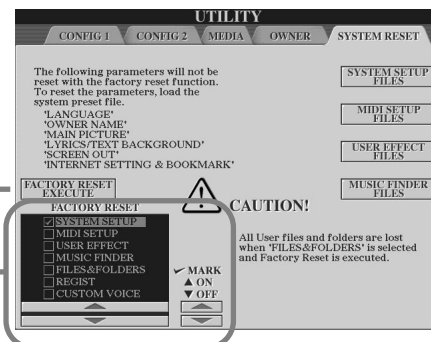 UTILITY
CONFIG 1 CONFIG 2 MEDIA OWNER SYSTEM RESET
The following parameters will not be
reset with the factory reset function.
To reset the parameters, load the
system preset file.
'LANGUAGE'
'OWNER NAME'
'MAIN PICTURE'
'LYRICS/TEXT BACKGROUND'
'SCREEN OUT'
'INTERNET SETTING & BOOKMARK'
SYSTEM SETUP
FILES
MIDI SETUP
FILES
USER EFFECT
FILES
MUSIC FINDER
FILES
FACTORY RESET
EXECUTE
CAUTION!
FACTORY RESET
SYSTEM SETUP
MIDI SETUP
USER EFFECT
MUSIC FINDER
FILES&FOLDERS
REGIST
CUSTOM VOICE
MARK
▲ ON
▼ OFF
All User files and folders are lost
when 'FILES&FOLDERS' is selected
and Factory Reset is executed.